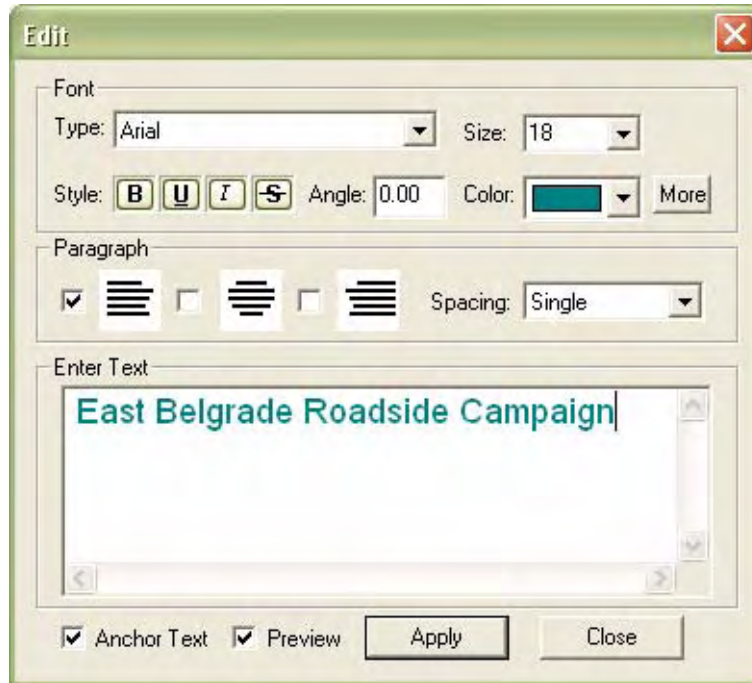 Edit
Font
Type: Arial Size: 18
Style: B U I S Angle: 0.00 Color: More
Paragraph
Spacing: Single
Enter Text
East Belgrade Roadside Campaign
Anchor Text Preview Apply Close